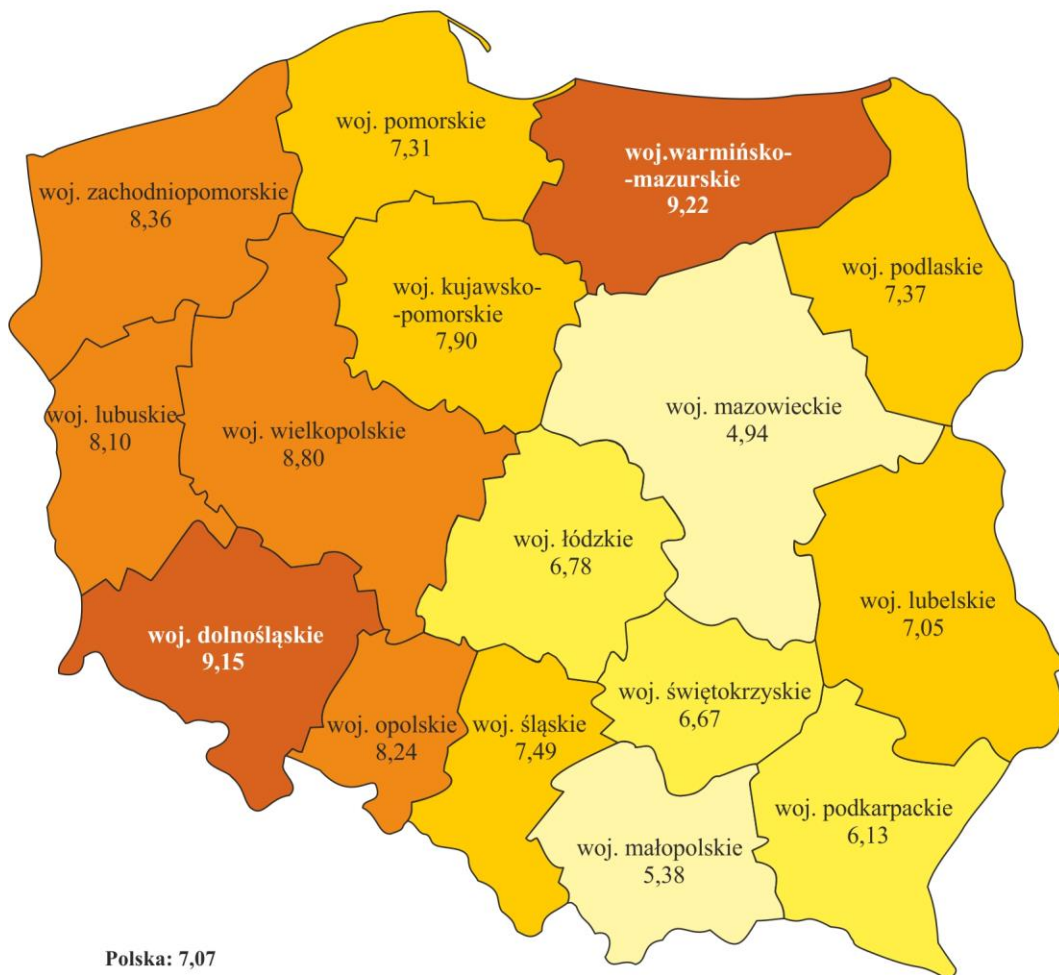 woj. pomorskie
7,31
woj.warmińsko-
-mazurskie
9,22
woj. zachodniopomorskie
8,36
woj. podlaskie
7,37
woj. kujawsko-
-pomorskie
7,90
woj. mazowieckie
4,94
woj. lubuskie
8,10
woj. wielkopolskie
8,80
woj. łódzkie
6,78
woj. lubelskie
7,05
woj. dolnośląskie
9,15
woj. świętokrzyskie
6,67
woj. opolskie
8,24
woj. śląskie
7,49
woj. podkarpackie
6,13
woj. małopolskie
5,38
Polska: 7,07